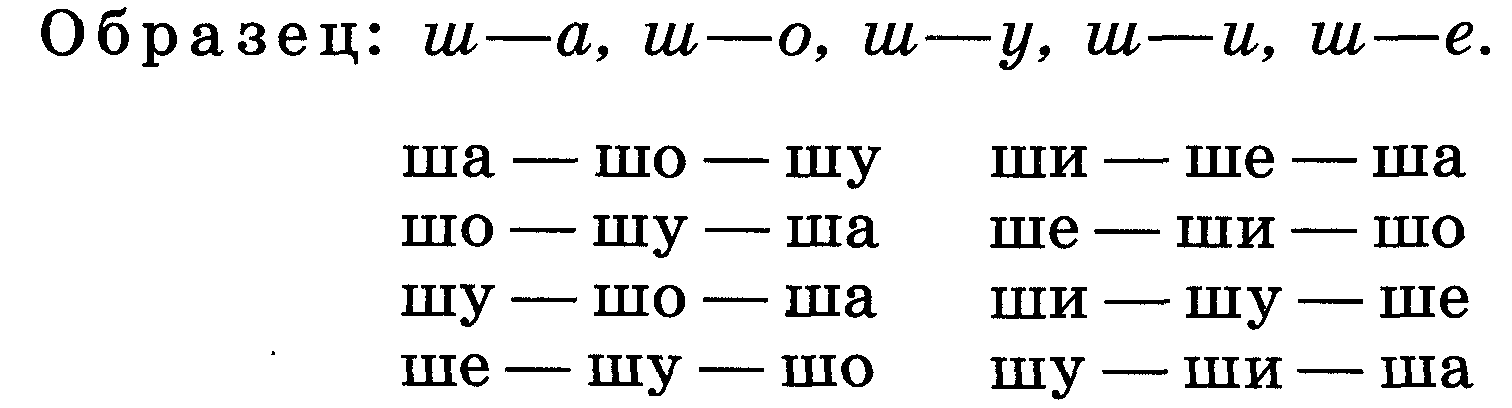 Образец: ш—а, ш—о, ш—у, ш—и, ш—е.
ша — шо — шу ши — ше — ша
шо — шу — ша ше — ши — шо
шу — шо — ша ши — шу — ше
ше — шу — шо шу — ши — ша